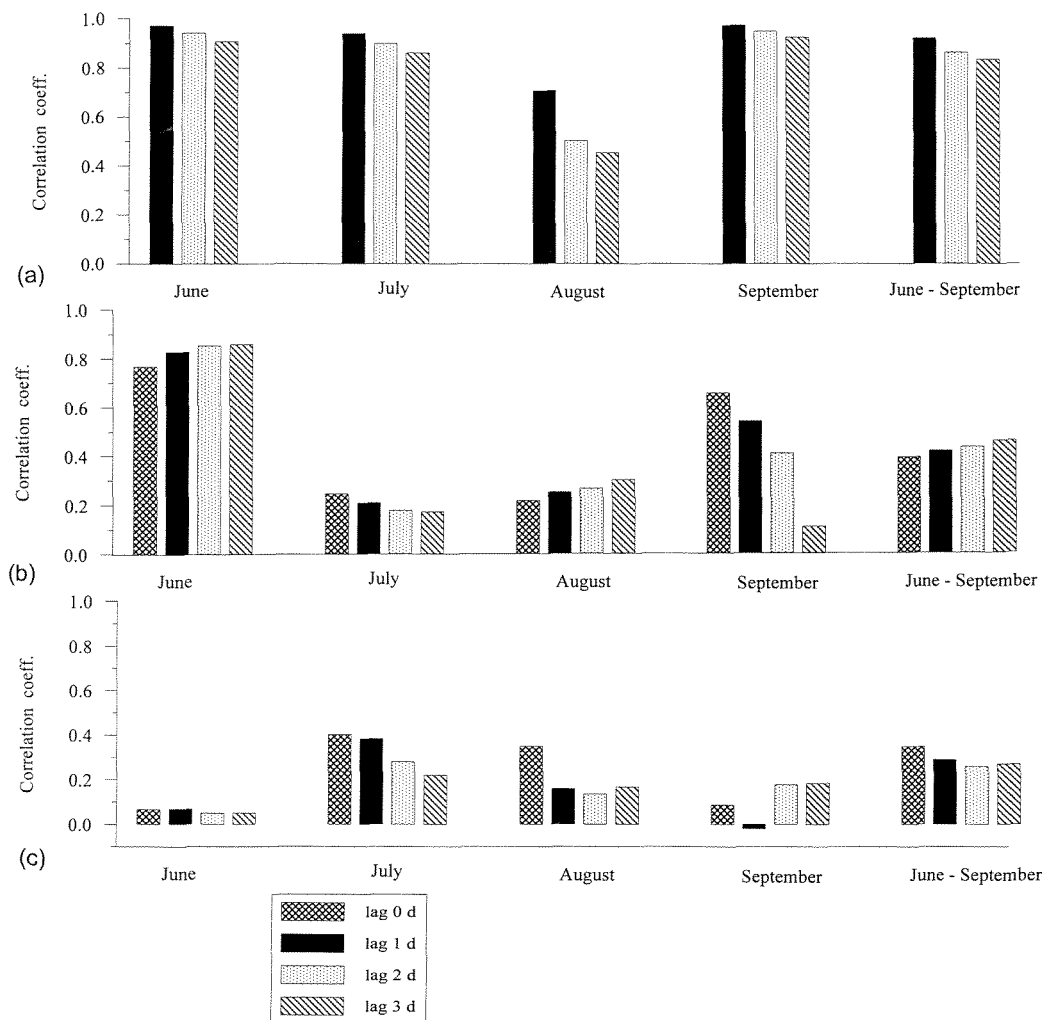 1.0
0.8
0.6
0.4
0.2
0.0
Correlation coeff.
(a)
June July August September June - September
1.0
0.8
0.6
0.4
0.2
0.0
Correlation coeff.
(b)
June July August September June - September
1.0
0.8
0.6
0.4
0.2
0.0
Correlation coeff.
(c)
June July August September June - September
lag 0 d
lag 1 d
lag 2 d
lag 3 d